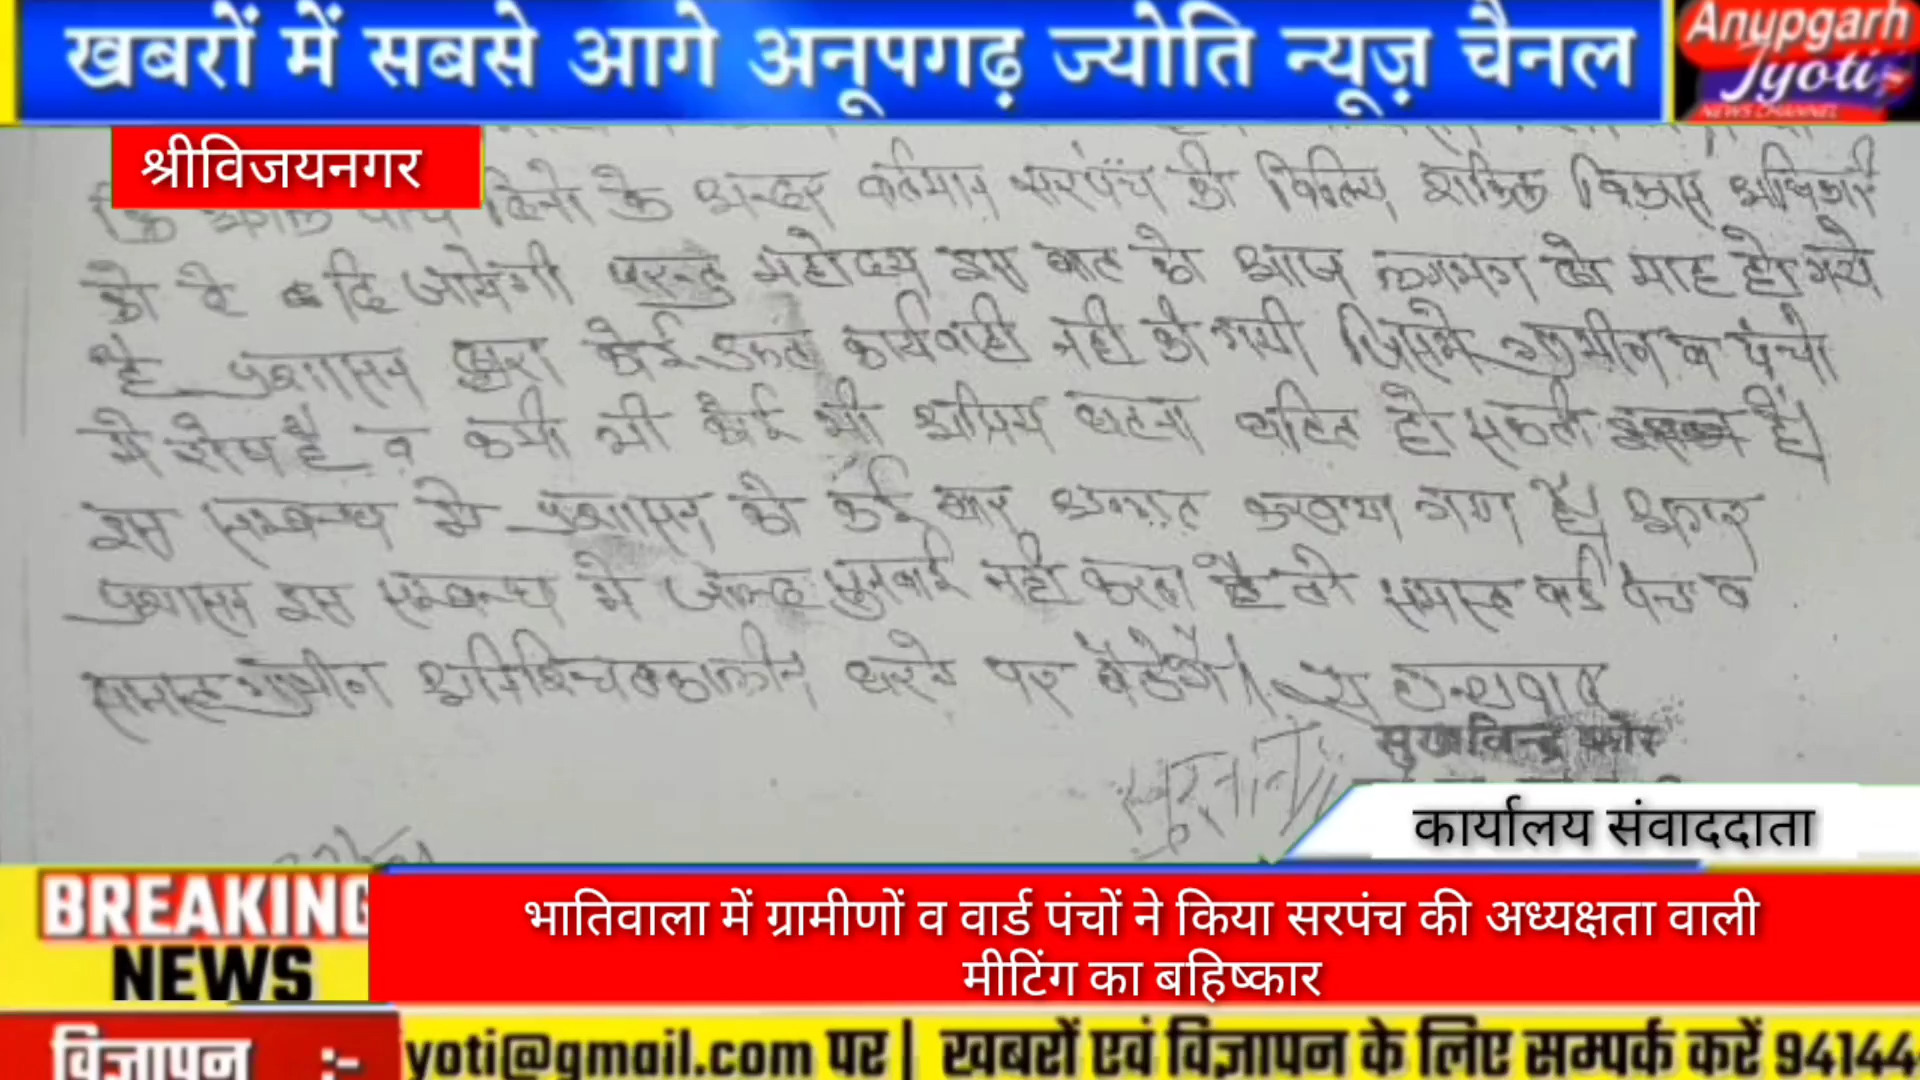 खबरों में सबसे आगे अनूपगढ़ ज्योति न्यूज़ चैनल
Anupgarh
Jyoti
NEWS CHANNEL
श्रीविजयनगर
दिनो के अन्दर वर्तमान सरपंच की वित्तिय शक्ति विकास अधिकारी
को दे दि जायेगी परन्तु महोदय इस बात को आज लगभग दो माह हो गये
है प्रशासन द्वारा कोई उक्त कार्यवाही नही की गयी जिससे ग्रामीण व पंचो
मे रोष है व कभी भी कोई भी अप्रिय घटना घटित हो सकती है।
इस सम्बन्ध मे प्रशासन को कई बार अवगत करवाया गया है। अगर
प्रशासन इस सम्बन्ध मे जल्द सुनवाई नही करता है तो समस्त वार्ड पंच व
समस्त ग्रामीण अनिश्चितकालीन धरने पर बैठेगें।
धन्यवाद
सुखविन्द्र कौर
कार्यालय संवाददाता
BREAKING
NEWS
भातिवाला में ग्रामीणों व वार्ड पंचों ने किया सरपंच की अध्यक्षता वाली
मीटिंग का बहिष्कार
विज्ञापन :- yoti@gmail.com पर | खबरों एवं विज्ञापन के लिए सम्पर्क करें 94144